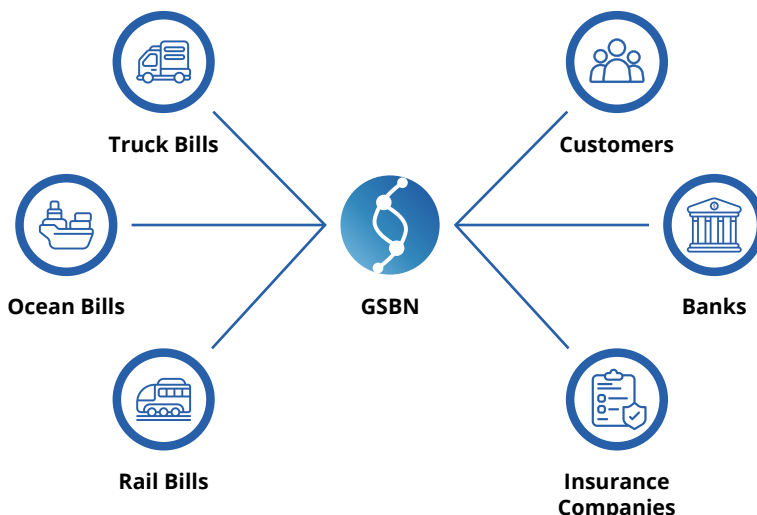 Truck Bills
Customers
Ocean Bills
GSBN
Banks
Rail Bills
Insurance
Companies